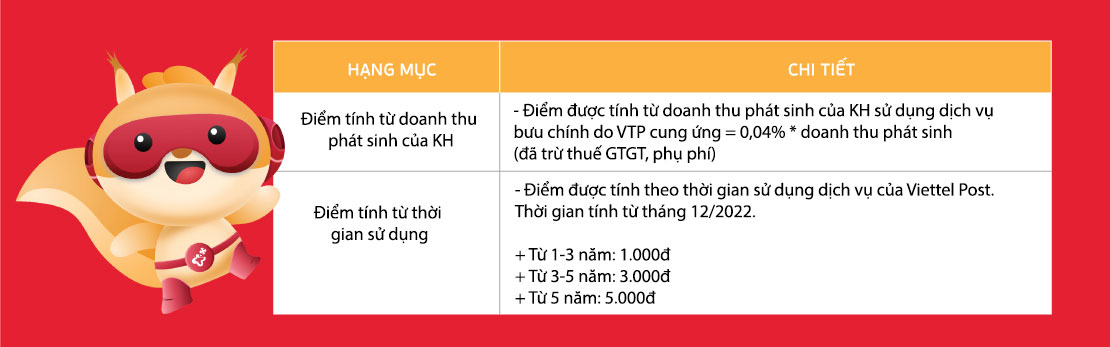 HẠNG MỤC
CHI TIẾT
Điểm tính từ doanh thu
phát sinh của KH
- Điểm được tính từ doanh thu phát sinh của KH sử dụng dịch vụ
bưu chính do VTP cung ứng = 0,04% * doanh thu phát sinh
(đã trừ thuế GTGT, phụ phí)
Điểm tính từ thời
gian sử dụng
- Điểm được tính theo thời gian sử dụng dịch vụ của Viettel Post.
Thời gian tính từ tháng 12/2022.
+ Từ 1-3 năm: 1.000đ
+ Từ 3-5 năm: 3.000đ
+ Từ 5 năm: 5.000đ